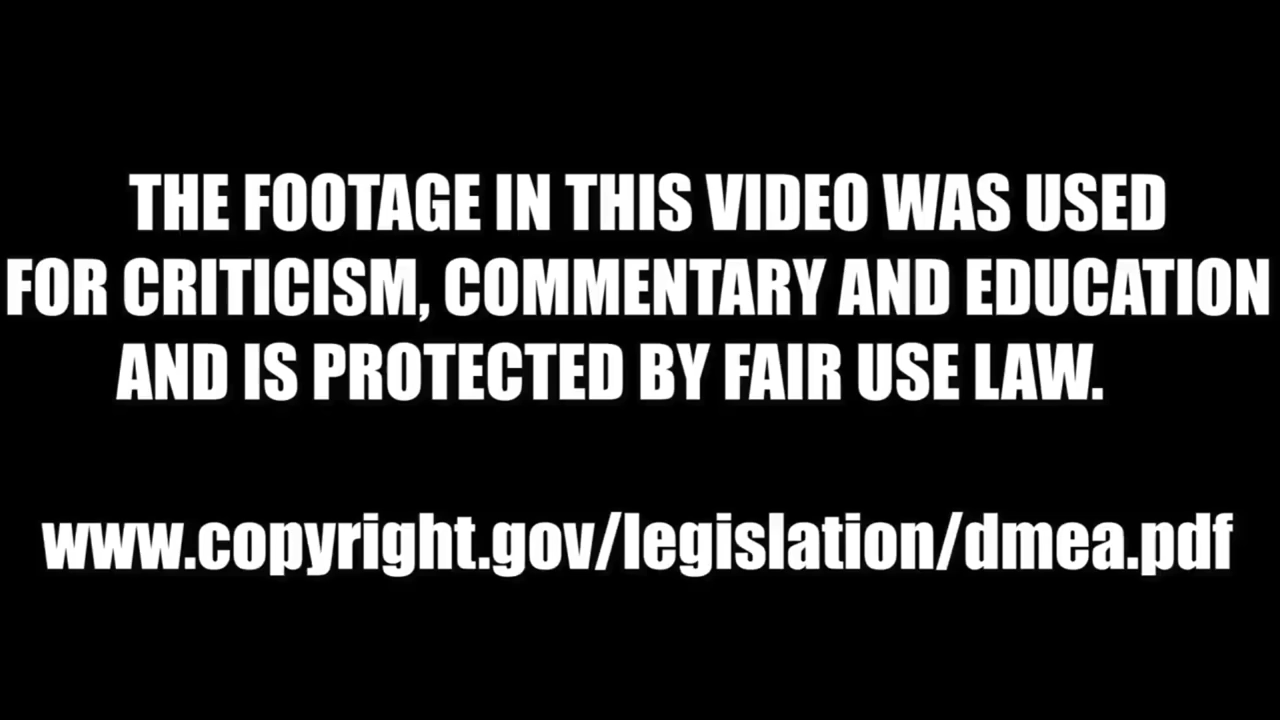 THE FOOTAGE IN THIS VIDEO WAS USED
FOR CRITICISM, COMMENTARY AND EDUCATION
AND IS PROTECTED BY FAIR USE LAW.
www.copyright.gov/legislation/dmea.pdf